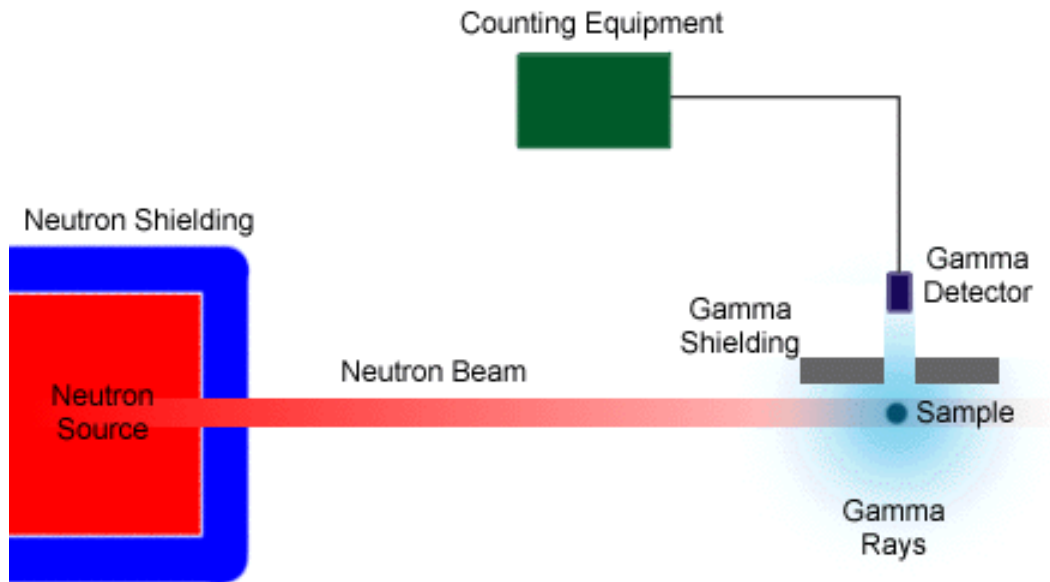 Counting Equipment
Neutron Shielding
Gamma
Detector
Gamma
Shielding
Neutron Beam
Neutron
Source
Sample
Gamma
Rays